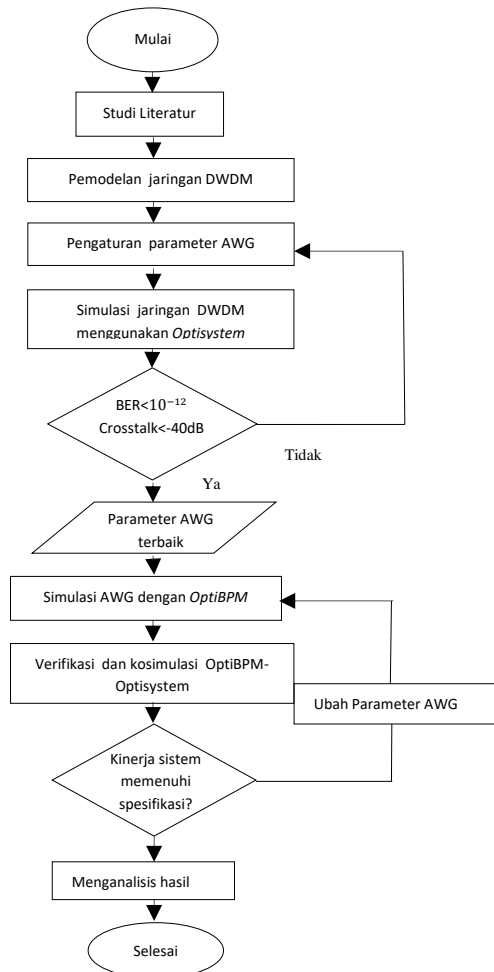 Mulai
Studi Literatur
Pemodelan jaringan DWDM
Pengaturan parameter AWG
Simulasi jaringan DWDM
menggunakan Optisystem
BER<10⁻¹²
Crosstalk<-40dB
Tidak
Ya
Parameter AWG
terbaik
Simulasi AWG dengan OptiBPM
Verifikasi dan kosimulasi OptiBPM-
Optisystem
Ubah Parameter AWG
Kinerja sistem
memenuhi
spesifikasi?
Menganalisis hasil
Selesai